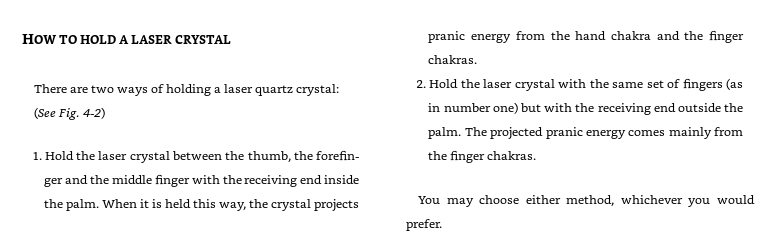 HOW TO HOLD A LASER CRYSTAL
There are two ways of holding a laser quartz crystal:
(See Fig. 4-2)
1. Hold the laser crystal between the thumb, the forefin-
ger and the middle finger with the receiving end inside
the palm. When it is held this way, the crystal projects
pranic energy from the hand chakra and the finger
chakras.
2. Hold the laser crystal with the same set of fingers (as
in number one) but with the receiving end outside the
palm. The projected pranic energy comes mainly from
the finger chakras.
You may choose either method, whichever you would
prefer.